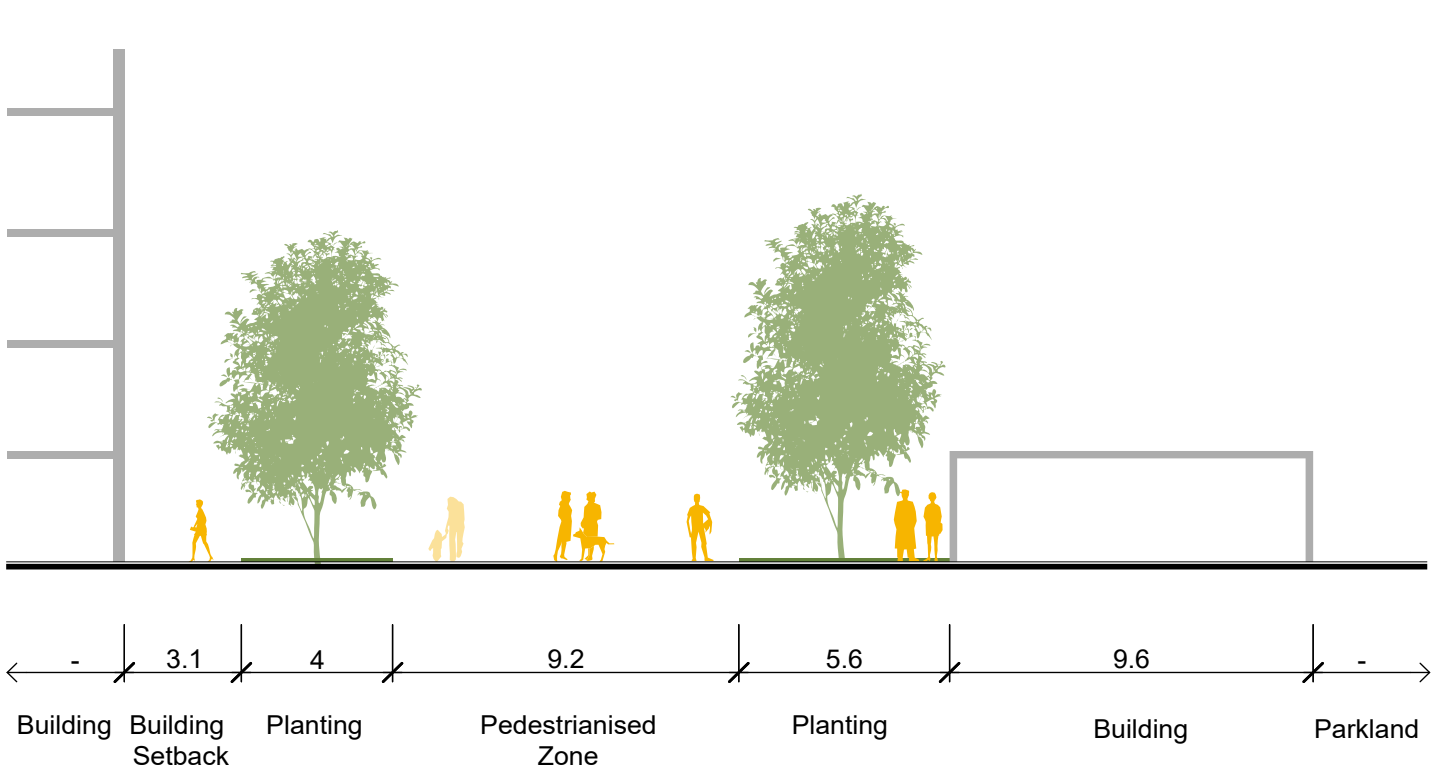 - 3.1 4 9.2 5.6 9.6 -
Building Building Planting Pedestrianised Planting Building Parkland
Setback Zone